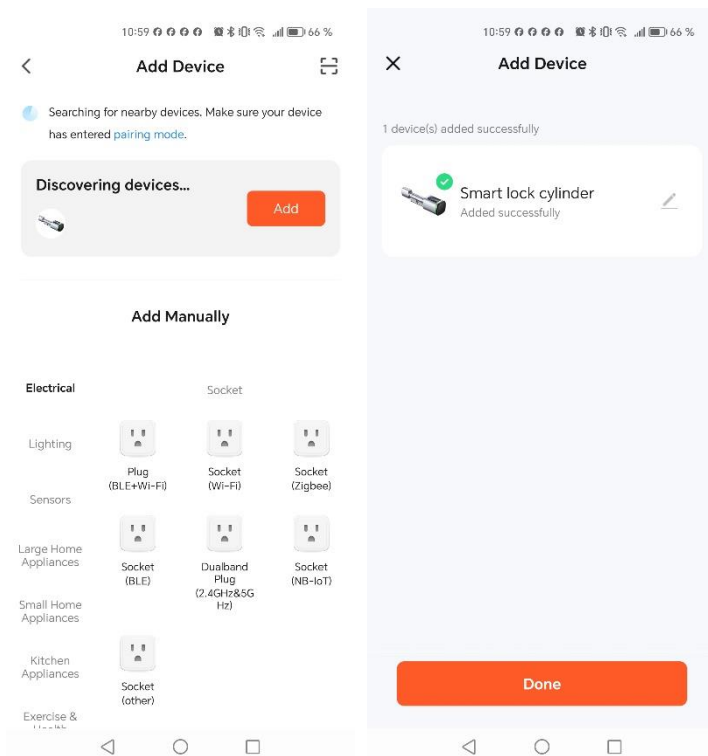 10:59 66 %
Add Device
Searching for nearby devices. Make sure your device
has entered pairing mode.
Discovering devices...
Add
Add Manually
Electrical
Lighting
Sensors
Large Home
Appliances
Small Home
Appliances
Kitchen
Appliances
Exercise &
Socket
Plug
(BLE+Wi-Fi)
Socket
(Wi-Fi)
Socket
(Zigbee)
Socket
(BLE)
Dualband
Plug
(2.4GHz&5G
Hz)
Socket
(NB-IoT)
Socket
(other)
10:59 66 %
Add Device
1 device(s) added successfully
Smart lock cylinder
Added successfully
Done